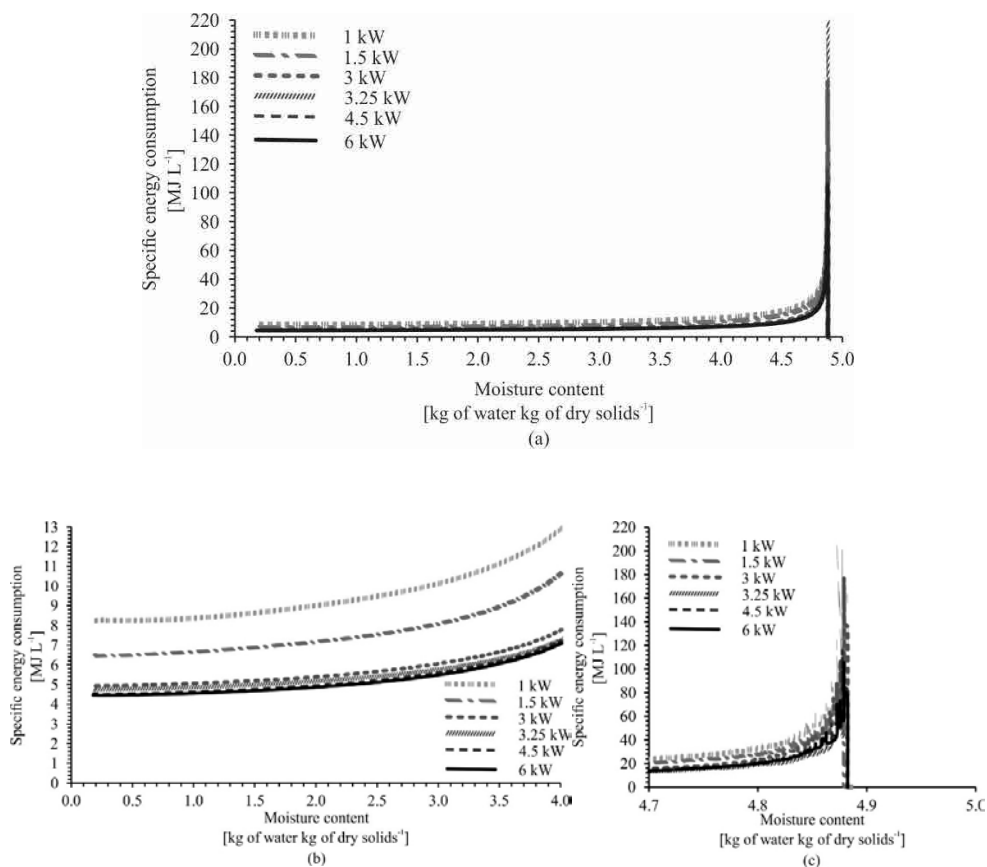 220
200
180
160
140
120
100
80
60
40
20
0
Specific energy consumption
[MJ L⁻¹]
1 kW
1.5 kW
3 kW
3.25 kW
4.5 kW
6 kW
0.0 0.5 1.0 1.5 2.0 2.5 3.0 3.5 4.0 4.5 5.0
Moisture content
[kg of water kg of dry solids⁻¹]
(a)
13
12
11
10
9
8
7
6
5
4
3
2
1
0
Specific energy consumption
[MJ L⁻¹]
1 kW
1.5 kW
3 kW
3.25 kW
4.5 kW
6 kW
0.0 0.5 1.0 1.5 2.0 2.5 3.0 3.5 4.0
Moisture content
[kg of water kg of dry solids⁻¹]
(b)
220
200
180
160
140
120
100
80
60
40
20
0
Specific energy consumption
[MJ L⁻¹]
1 kW
1.5 kW
3 kW
3.25 kW
4.5 kW
6 kW
4.7 4.8 4.9 5.0
Moisture content
[kg of water kg of dry solids⁻¹]
(c)